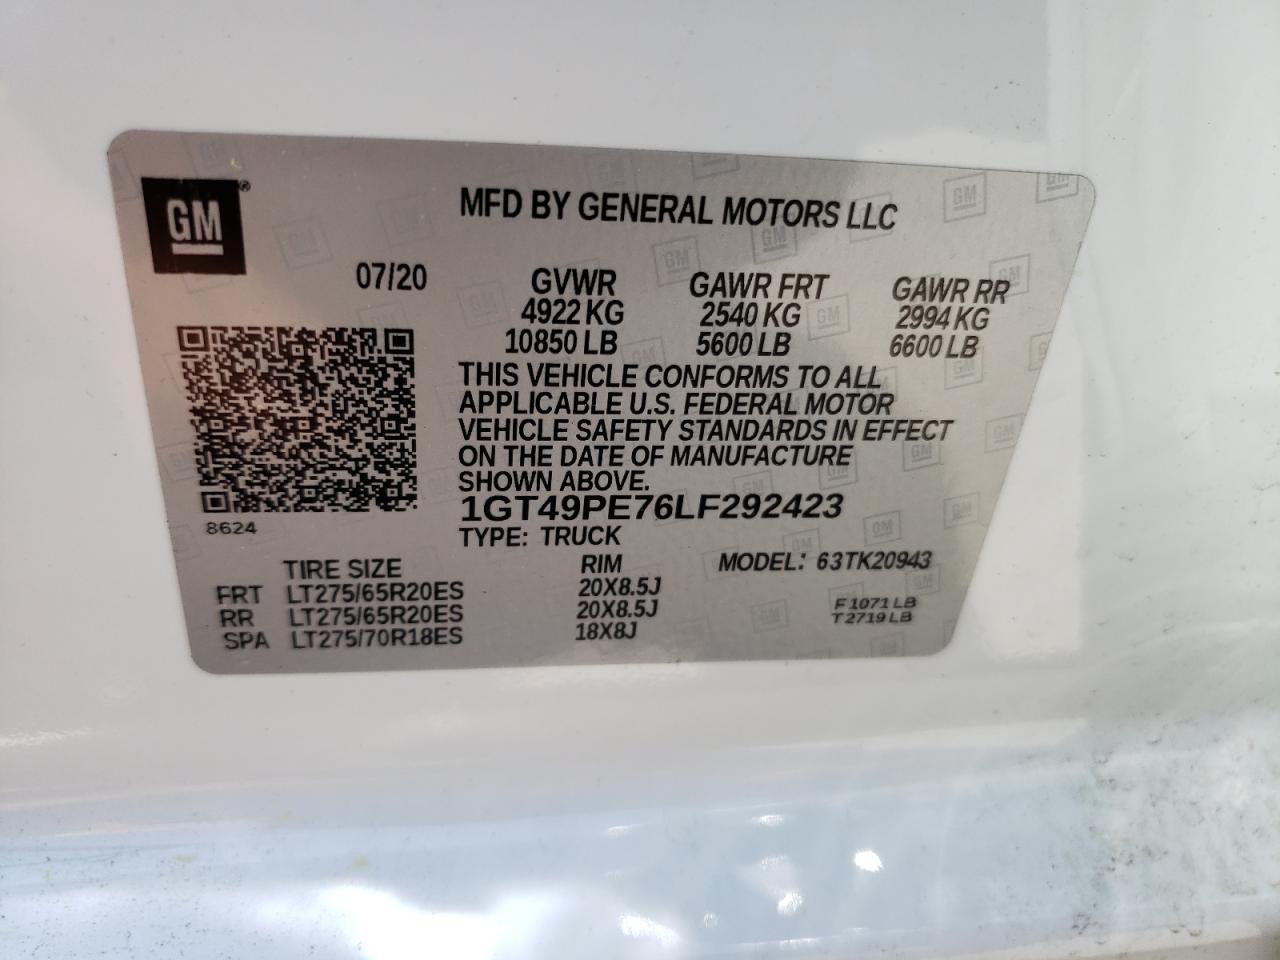 GM®
MFD BY GENERAL MOTORS LLC
07/20
GVWR GAWR FRT GAWR RR
4922 KG 2540 KG 2994 KG
10850 LB 5600 LB 6600 LB
THIS VEHICLE CONFORMS TO ALL
APPLICABLE U.S. FEDERAL MOTOR
VEHICLE SAFETY STANDARDS IN EFFECT
ON THE DATE OF MANUFACTURE
SHOWN ABOVE.
1GT49PE76LF292423
8624
TYPE: TRUCK
TIRE SIZE RIM MODEL: 63TK20943
FRT LT275/65R20ES 20X8.5J
RR LT275/65R20ES 20X8.5J
SPA LT275/70R18ES 18X8J
F1071LB
T2719LB